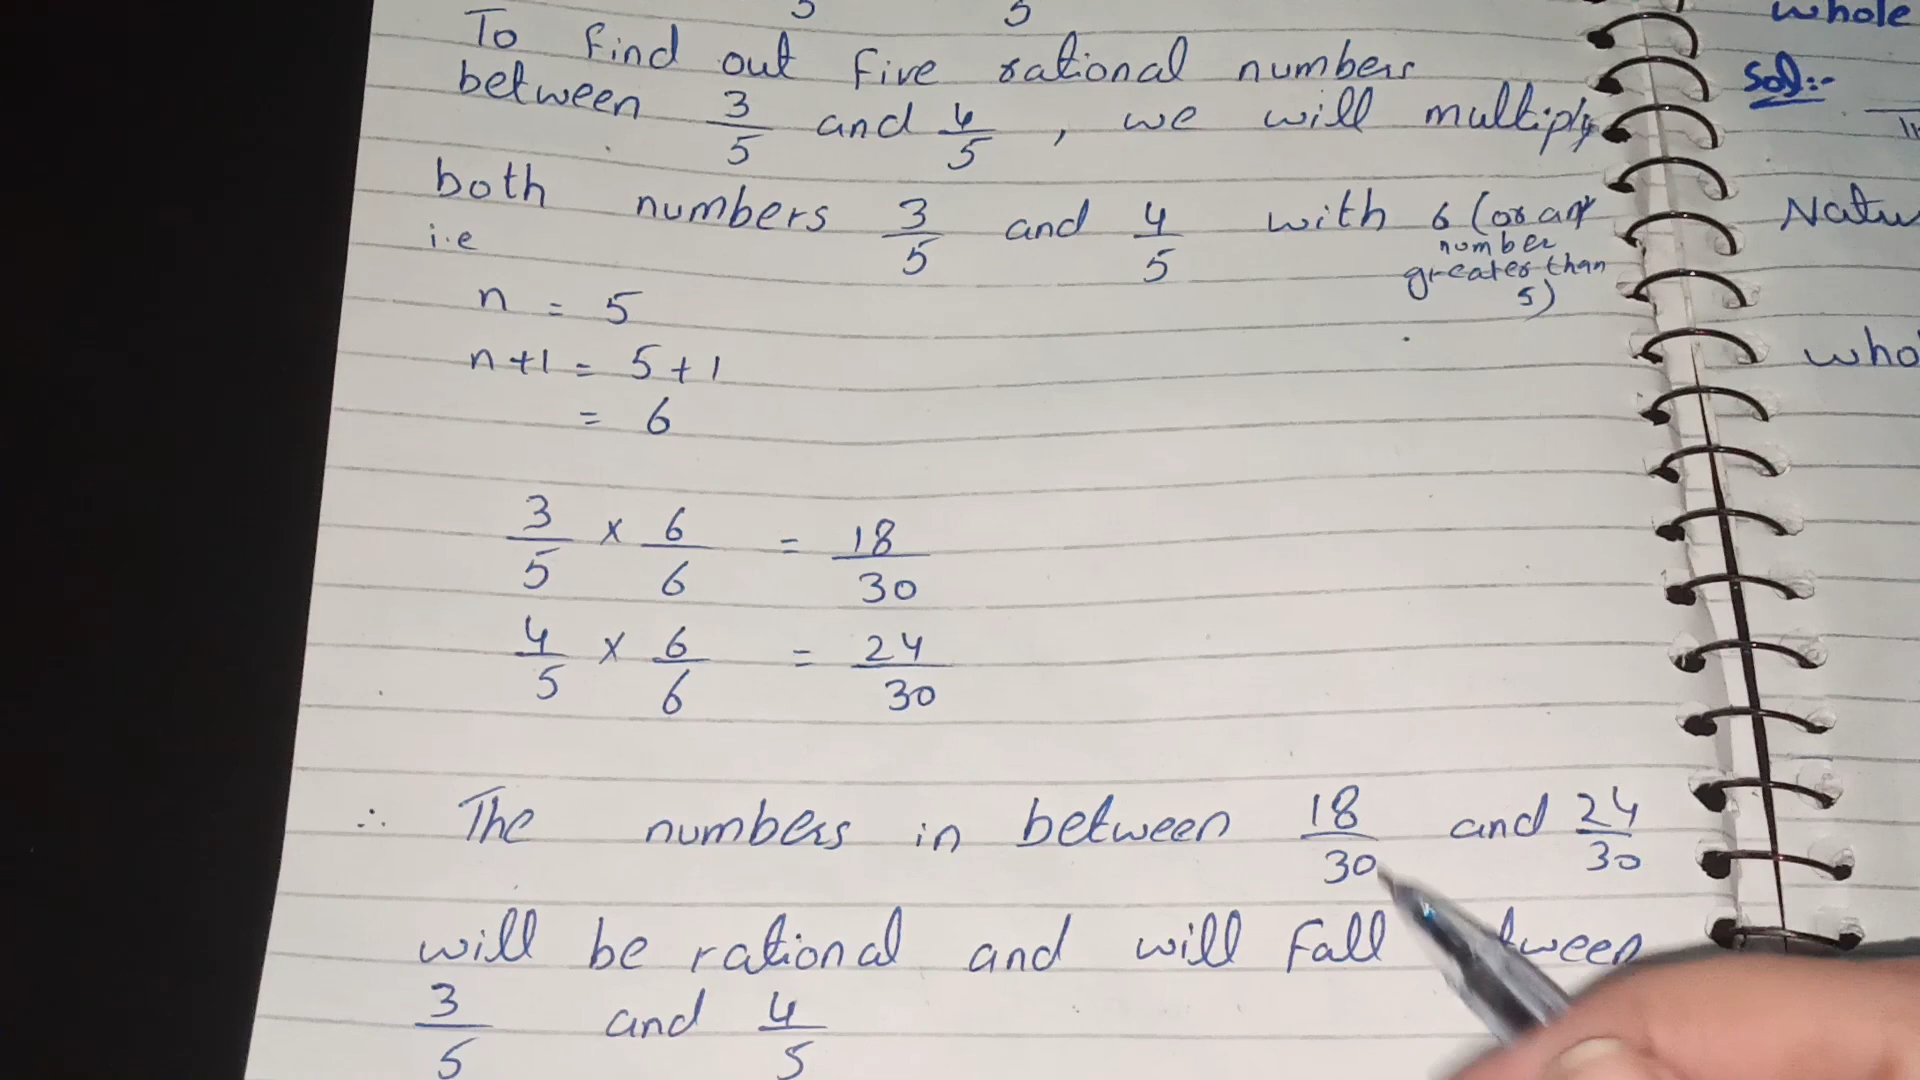 5 5
To find out five rational numbers
between 3/5 and 4/5, we will multiply
both numbers 3/5 and 4/5 with 6 (or any
number
greater than
5)
i.e
n = 5
n+1 = 5+1
= 6
3/5 × 6/6 = 18/30
4/5 × 6/6 = 24/30
∴ The numbers in between 18/30 and 24/30
will be rational and will fall
3/5 and 4/5
whole
Sol:-